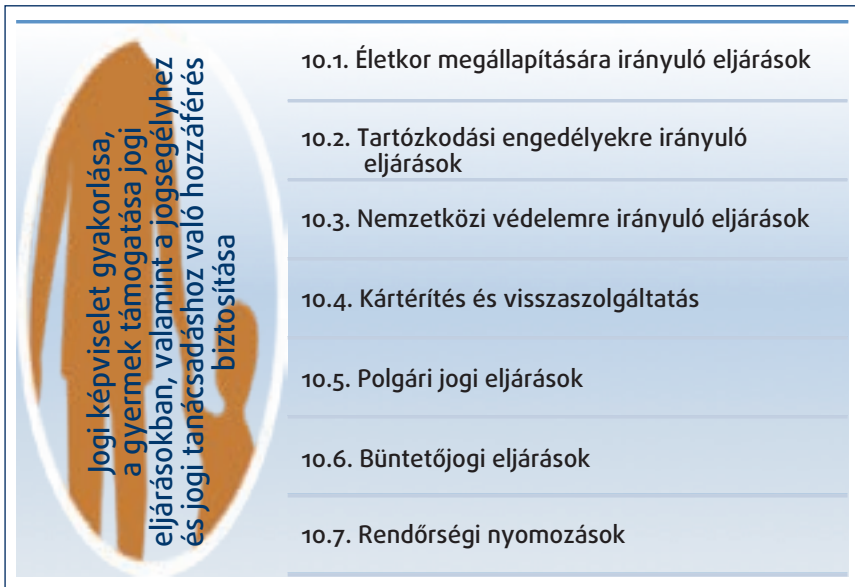 Jogi képviselet gyakorlása,
a gyermek támogatása jogi
eljárásokban, valamint a jogsegélyhez
és jogi tanácsadáshoz való hozzáférés
biztosítása
10.1. Életkor megállapítására irányuló eljárások
10.2. Tartózkodási engedélyekre irányuló
eljárások
10.3. Nemzetközi védelemre irányuló eljárások
10.4. Kártérítés és visszaszolgáltatás
10.5. Polgári jogi eljárások
10.6. Büntetőjogi eljárások
10.7. Rendőrségi nyomozások